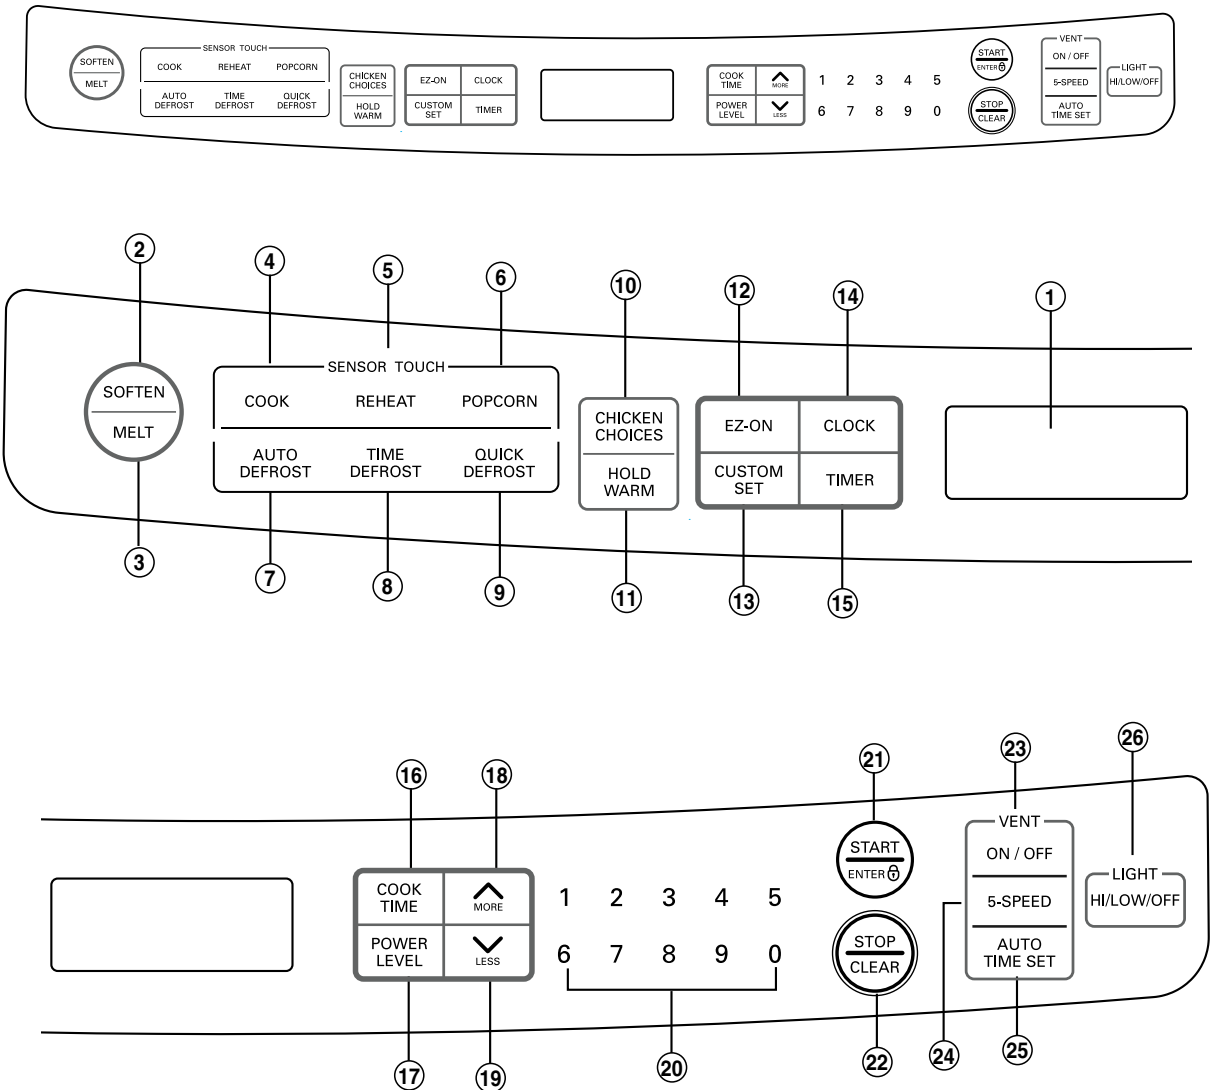 SENSOR TOUCH
SOFTEN
MELT
COOK REHEAT POPCORN
AUTO DEFROST TIME DEFROST QUICK DEFROST
CHICKEN CHOICES
HOLD WARM
EZ-ON CLOCK
CUSTOM SET TIMER
COOK TIME MORE
POWER LEVEL LESS
1 2 3 4 5
6 7 8 9 0
START
ENTER
STOP
CLEAR
VENT
ON / OFF
5-SPEED
AUTO TIME SET
LIGHT
HI/LOW/OFF
2 4 5 6 10 12 14 1
SENSOR TOUCH
SOFTEN
MELT
COOK REHEAT POPCORN
AUTO DEFROST TIME DEFROST QUICK DEFROST
CHICKEN CHOICES
HOLD WARM
EZ-ON CLOCK
CUSTOM SET TIMER
3 7 8 9 11 13 15
16 18 21 23 26
COOK TIME MORE
POWER LEVEL LESS
1 2 3 4 5
6 7 8 9 0
START
ENTER
STOP
CLEAR
VENT
ON / OFF
5-SPEED
AUTO TIME SET
LIGHT
HI/LOW/OFF
17 19 20 22 24 25